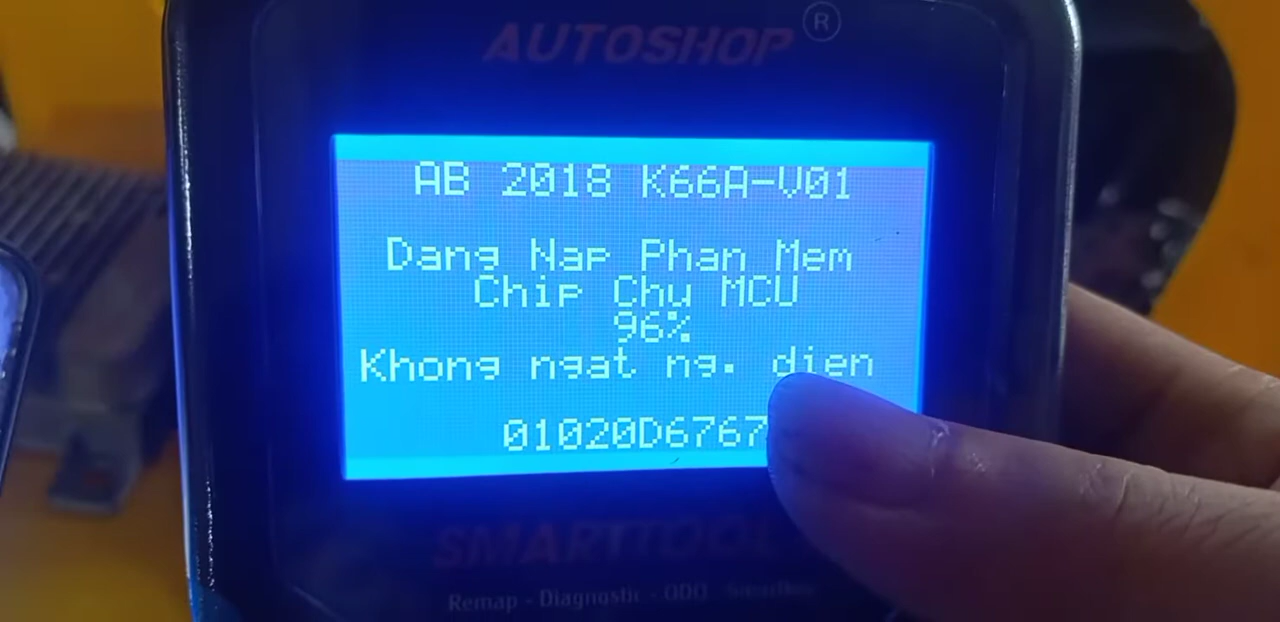 AUTOSHOP ®
AB 2018 K66A-V01
Dang Nap Phan Mem
Chip Chu MCU
96%
Khong ngat ng. dien
01020D6767
SMARTTOOL
Remap - Diagnostic - ODO -